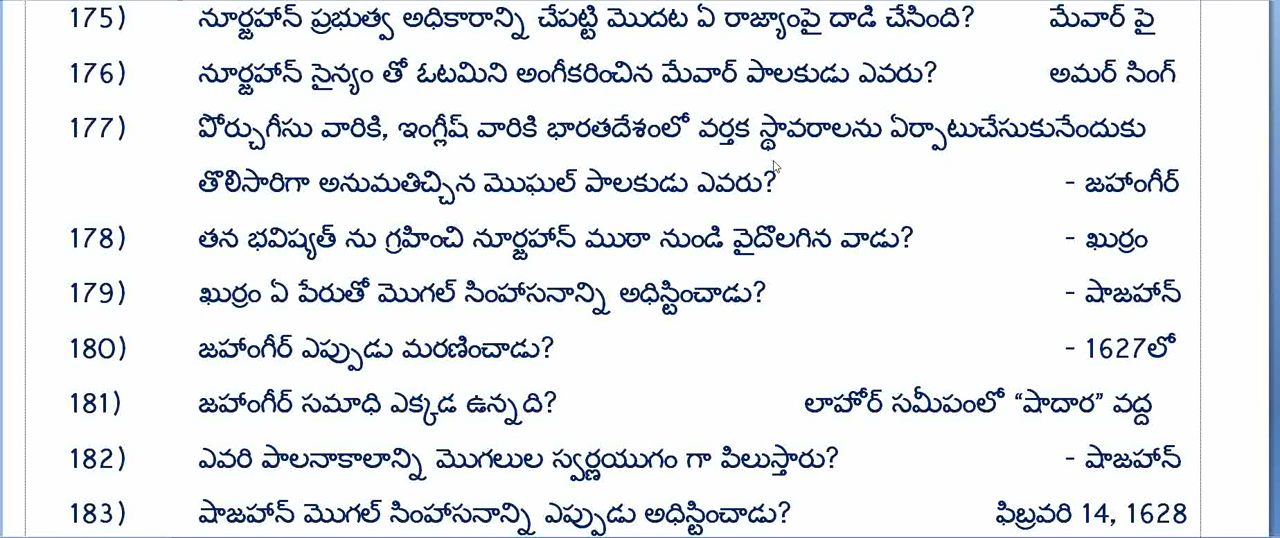 175) నూర్జహాన్ ప్రభుత్వ అధికారాన్ని చేపట్టి మొదట ఏ రాజ్యాంపై దాడి చేసింది? మేవార్ పై
176) నూర్జహాన్ సైన్యం తో ఓటమిని అంగీకరించిన మేవార్ పాలకుడు ఎవరు? అమర్ సింగ్
177) పోర్చుగీసు వారికి, ఇంగ్లీష్ వారికి భారతదేశంలో వర్తక స్థావరాలను ఏర్పాటుచేసుకునేందుకు
తొలిసారిగా అనుమతిచ్చిన మొఘల్ పాలకుడు ఎవరు? - జహాంగీర్
178) తన భవిష్యత్ ను గ్రహించి నూర్జహాన్ ముఠా నుండి వైదొలగిన వాడు? - ఖుర్రం
179) ఖుర్రం ఏ పేరుతో మొగల్ సింహాసనాన్ని అధిస్టించాడు? - షాజహాన్
180) జహాంగీర్ ఎప్పుడు మరణించాడు? - 1627లో
181) జహాంగీర్ సమాధి ఎక్కడ ఉన్నది? లాహోర్ సమీపంలో “షాదార” వద్ద
182) ఎవరి పాలనాకాలాన్ని మొగలుల స్వర్ణయుగం గా పిలుస్తారు? - షాజహాన్
183) షాజహాన్ మొగల్ సింహాసనాన్ని ఎప్పుడు అధిస్టించాడు? ఫిబ్రవరి 14, 1628